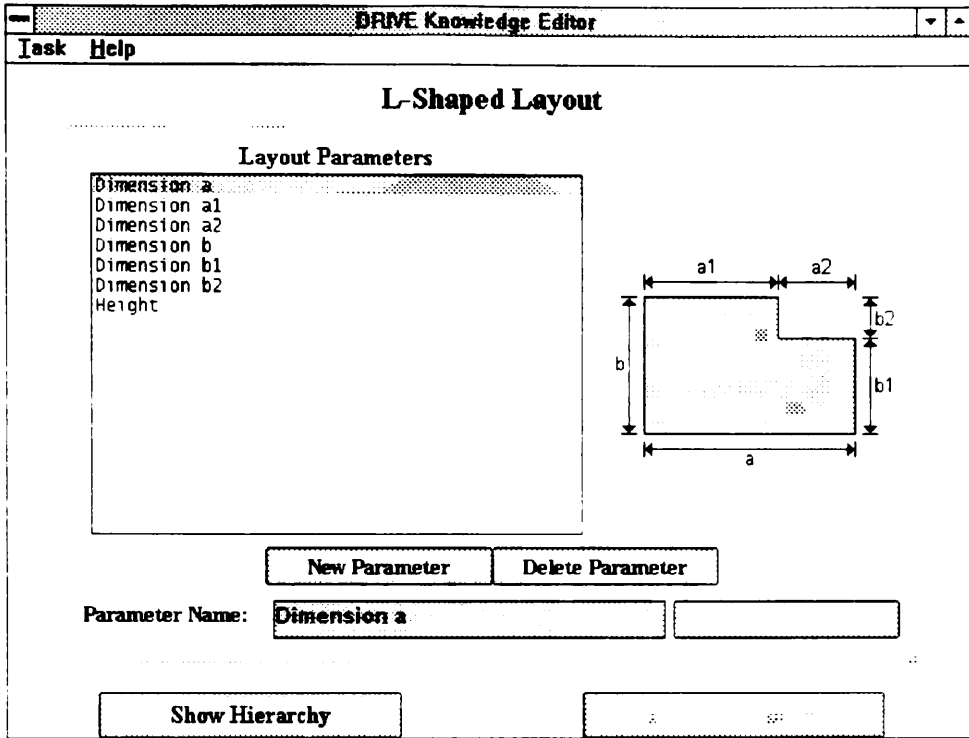 DRIVE Knowledge Editor
Task Help
L-Shaped Layout
Layout Parameters
Dimension a
Dimension a1
Dimension a2
Dimension b
Dimension b1
Dimension b2
Height
a1 a2
b2
b
b1
a
New Parameter Delete Parameter
Parameter Name: Dimension a
Show Hierarchy